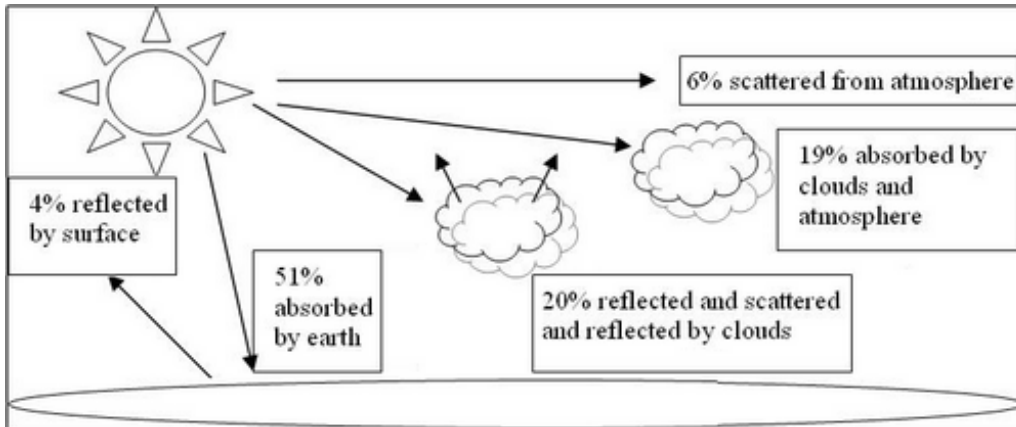 6% scattered from atmosphere
19% absorbed by
clouds and
atmosphere
4% reflected
by surface
51%
absorbed
by earth
20% reflected and scattered
and reflected by clouds